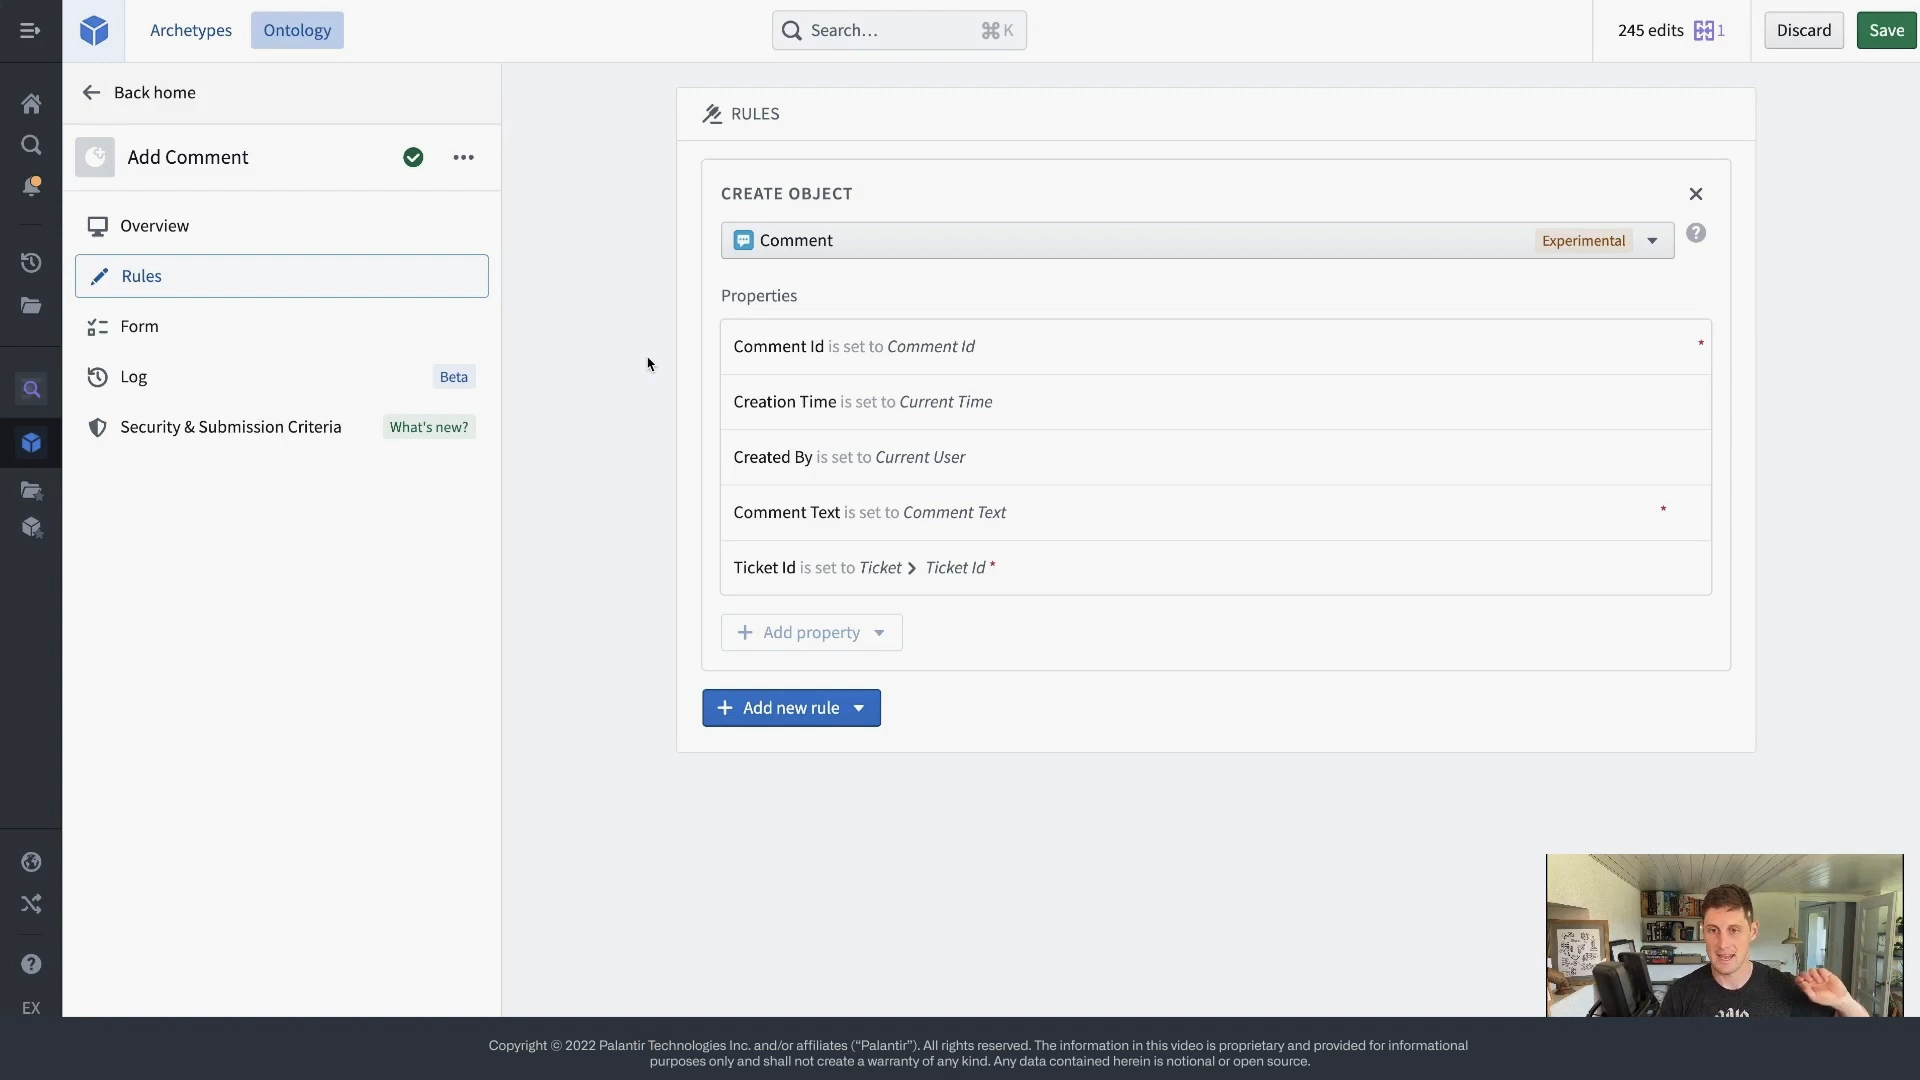 Archetypes
Ontology
Search...
⌘K
245 edits
1
Discard
Save
Back home
Add Comment
Overview
Rules
Form
Log
Beta
Security & Submission Criteria
What's new?
RULES
CREATE OBJECT
Comment
Experimental
Properties
Comment Id is set to Comment Id *
Creation Time is set to Current Time
Created By is set to Current User
Comment Text is set to Comment Text *
Ticket Id is set to Ticket > Ticket Id *
Add property
Add new rule
EX
Copyright © 2022 Palantir Technologies Inc. and/or affiliates (“Palantir”). All rights reserved. The information in this video is proprietary and provided for informational
purposes only and shall not create a warranty of any kind. Any data contained herein is notional or open source.